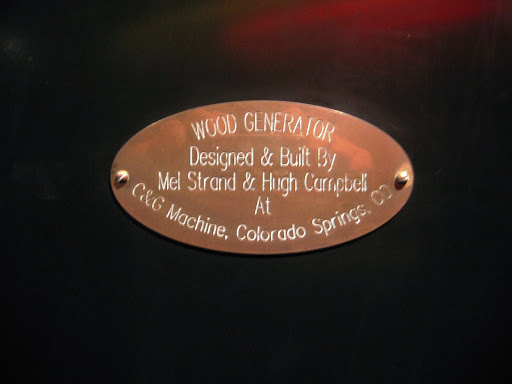 WOOD GENERATOR
Designed & Built By
Mel Strand & Hugh Campbell
At
C&G Machine, Colorado Springs, CO